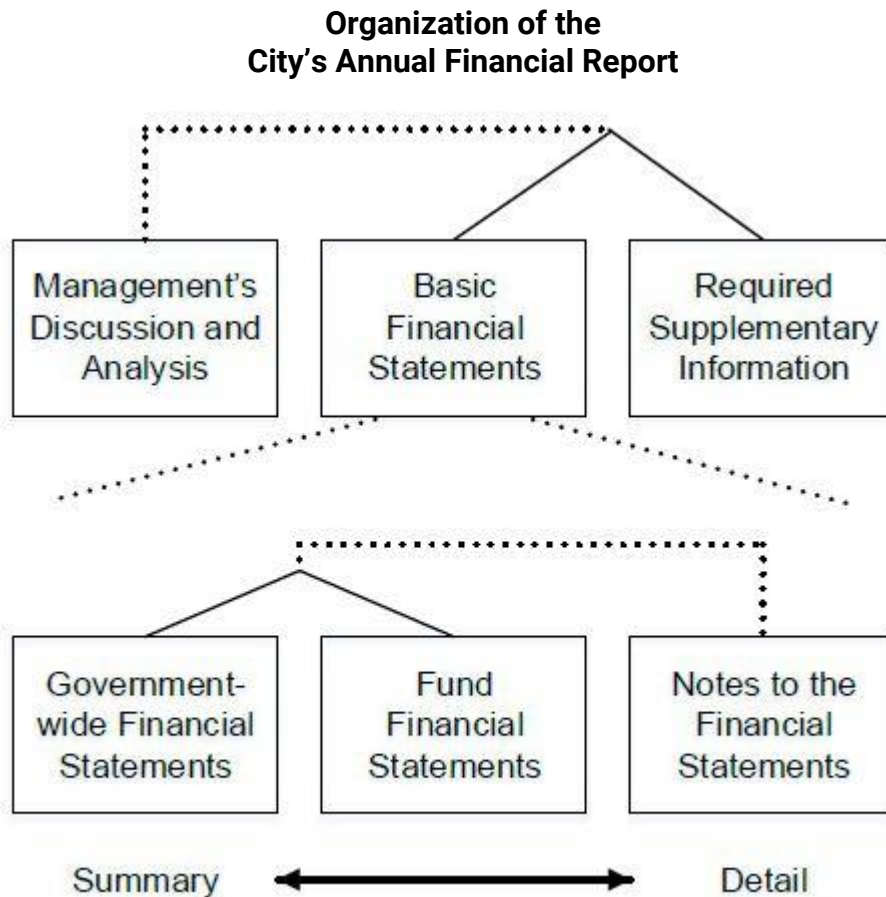 Organization of the
City's Annual Financial Report
Management's
Discussion and
Analysis
Basic
Financial
Statements
Required
Supplementary
Information
Government-
wide Financial
Statements
Fund
Financial
Statements
Notes to the
Financial
Statements
Summary
Detail